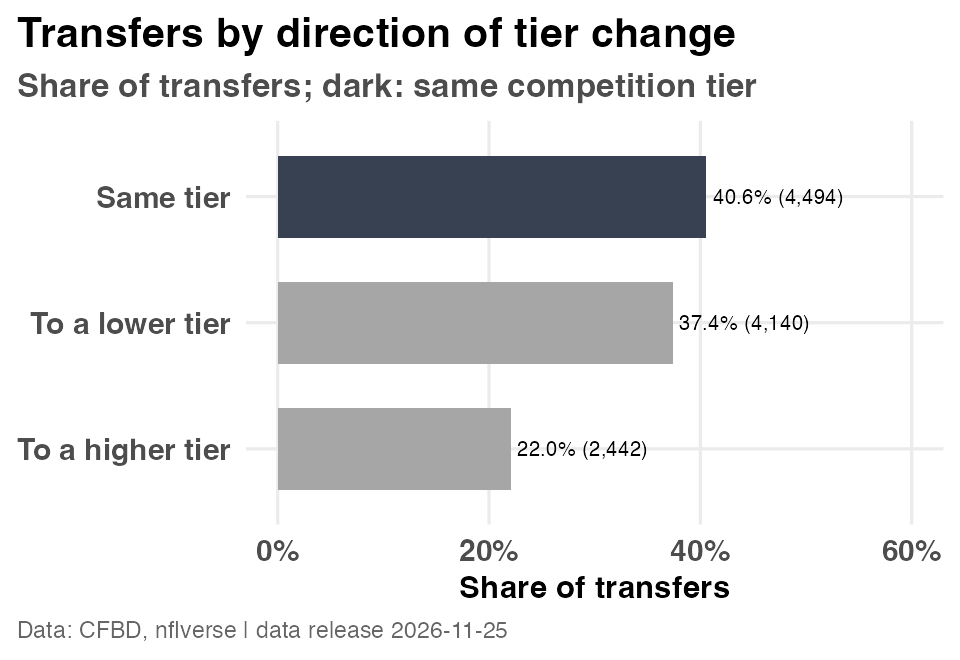 Transfers by direction of tier change
Share of transfers; dark: same competition tier
Same tier
40.6% (4,494)
To a lower tier
37.4% (4,140)
To a higher tier
22.0% (2,442)
0% 20% 40% 60%
Share of transfers
Data: CFBD, nflverse | data release 2026-11-25